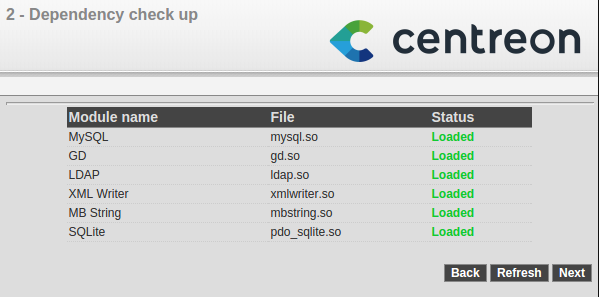 2 - Dependency check up
centreon
Module name File Status
MySQL mysql.so Loaded
GD gd.so Loaded
LDAP ldap.so Loaded
XML Writer xmlwriter.so Loaded
MB String mbstring.so Loaded
SQLite pdo_sqlite.so Loaded
Back Refresh Next